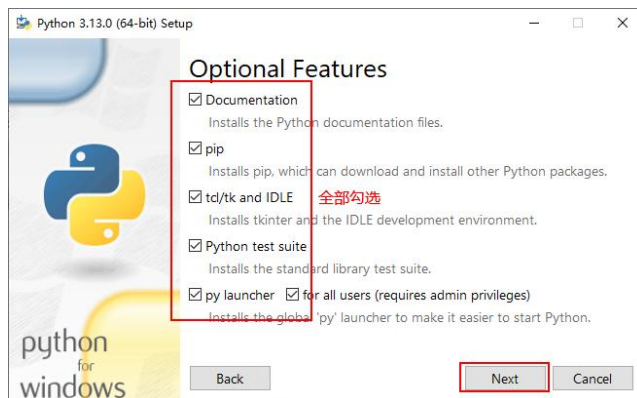 Python 3.13.0 (64-bit) Setup
Optional Features
Documentation
Installs the Python documentation files.
pip
Installs pip, which can download and install other Python packages.
tcl/tk and IDLE 全部勾选
Installs tkinter and the IDLE development environment.
Python test suite
Installs the standard library test suite.
py launcher for all users (requires admin privileges)
Installs the global 'py' launcher to make it easier to start Python.
python
for
windows
Back Next Cancel